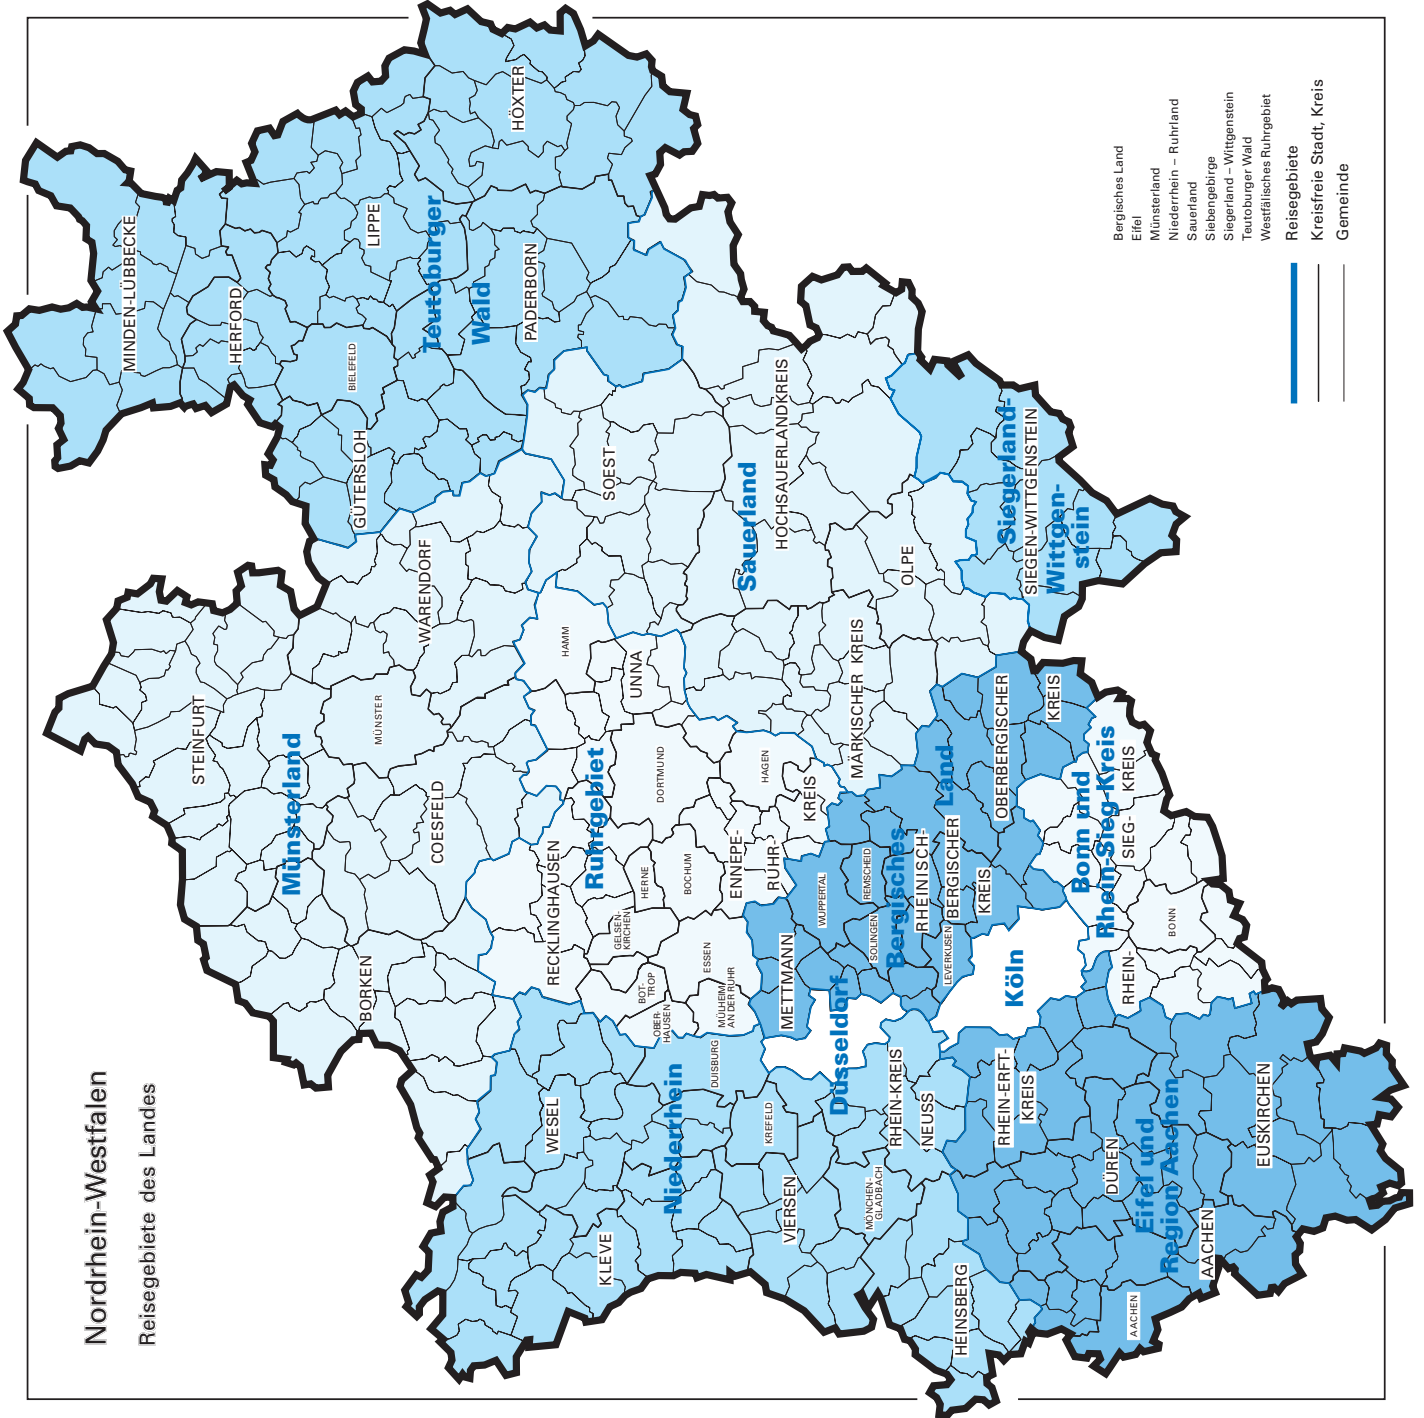 Nordrhein-Westfalen
Reisegebiete des Landes
STEINFURT
Münsterland
BORKEN
MÜNSTER
COESFELD
WARENDORF
MINDEN-LÜBBECKE
HERFORD
BIELEFELD
GÜTERSLOH
LIPPE
Teutoburger
Wald
HÖXTER
PADERBORN
WESEL
KLEVE
Niederrhein
DUISBURG
KREFELD
VIERSEN
MÖNCHEN-
GLADBACH
RHEIN-KREIS
NEUSS
HEINSBERG
RECKLINGHAUSEN
Ruhrgebiet
GELSEN-
KIRCHEN
HERNE
BOT-
TROP
OBER-
HAUSEN
BOCHUM
ESSEN
MÜLHEIM
AN DER RUHR
DORTMUND
HAMM
UNNA
HAGEN
ENNEPE-
RUHR-
KREIS
SOEST
Sauerland
HOCHSAUERLANDKREIS
MÄRKISCHER KREIS
OLPE
Siegerland-
SIEGEN-WITTGENSTEIN
Wittgen-
stein
METTMANN
WUPPERTAL
REMSCHEID
SOLINGEN
Bergisches
Land
RHEINISCH-
BERGISCHER
KREIS
LEVERKUSEN
OBERBERGISCHER
KREIS
Düsseldorf
Köln
Bonn und
Rhein-Sieg-Kreis
RHEIN-
SIEG-
KREIS
BONN
RHEIN-ERFT-
KREIS
DÜREN
Eifel und
Region Aachen
AACHEN
AACHEN
EUSKIRCHEN
Bergisches Land
Eifel
Münsterland
Niederrhein – Ruhrland
Sauerland
Siebengebirge
Siegerland – Wittgenstein
Teutoburger Wald
Westfälisches Ruhrgebiet
Reisegebiete
Kreisfreie Stadt, Kreis
Gemeinde